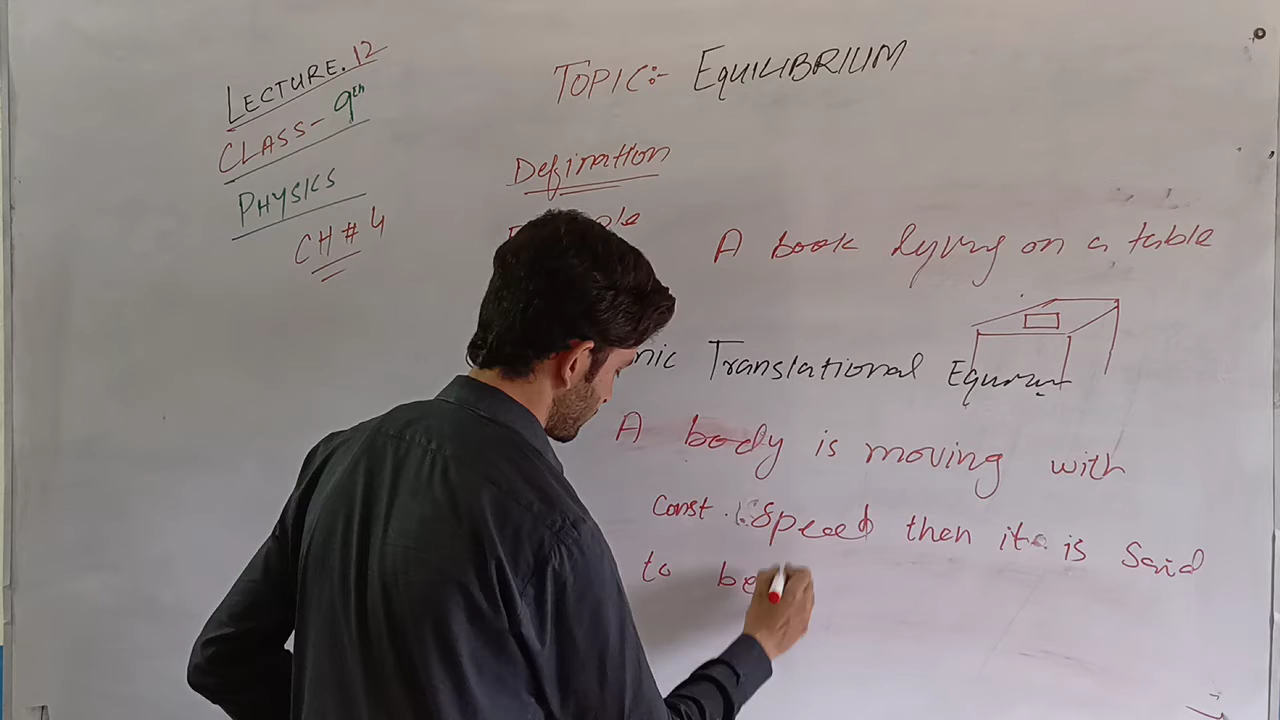 LECTURE.12
CLASS- 9th
PHYSICS
CH # 4
TOPIC:- EQUILIBRIUM
Defination
A book lying on a table
Translational
A body is moving with
Const. Speed then it is Said
to be